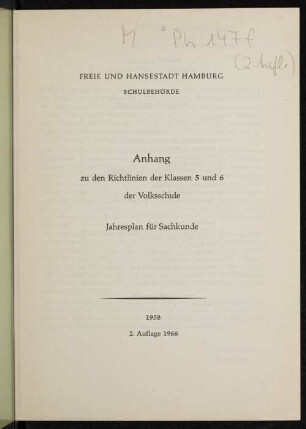 M Ph 147f
(2. Aufl.)
FREIE UND HANSESTADT HAMBURG
SCHULBEHÖRDE
Anhang
zu den Richtlinien der Klassen 5 und 6
der Volksschule
Jahresplan für Sachkunde
1958
2. Auflage 1966